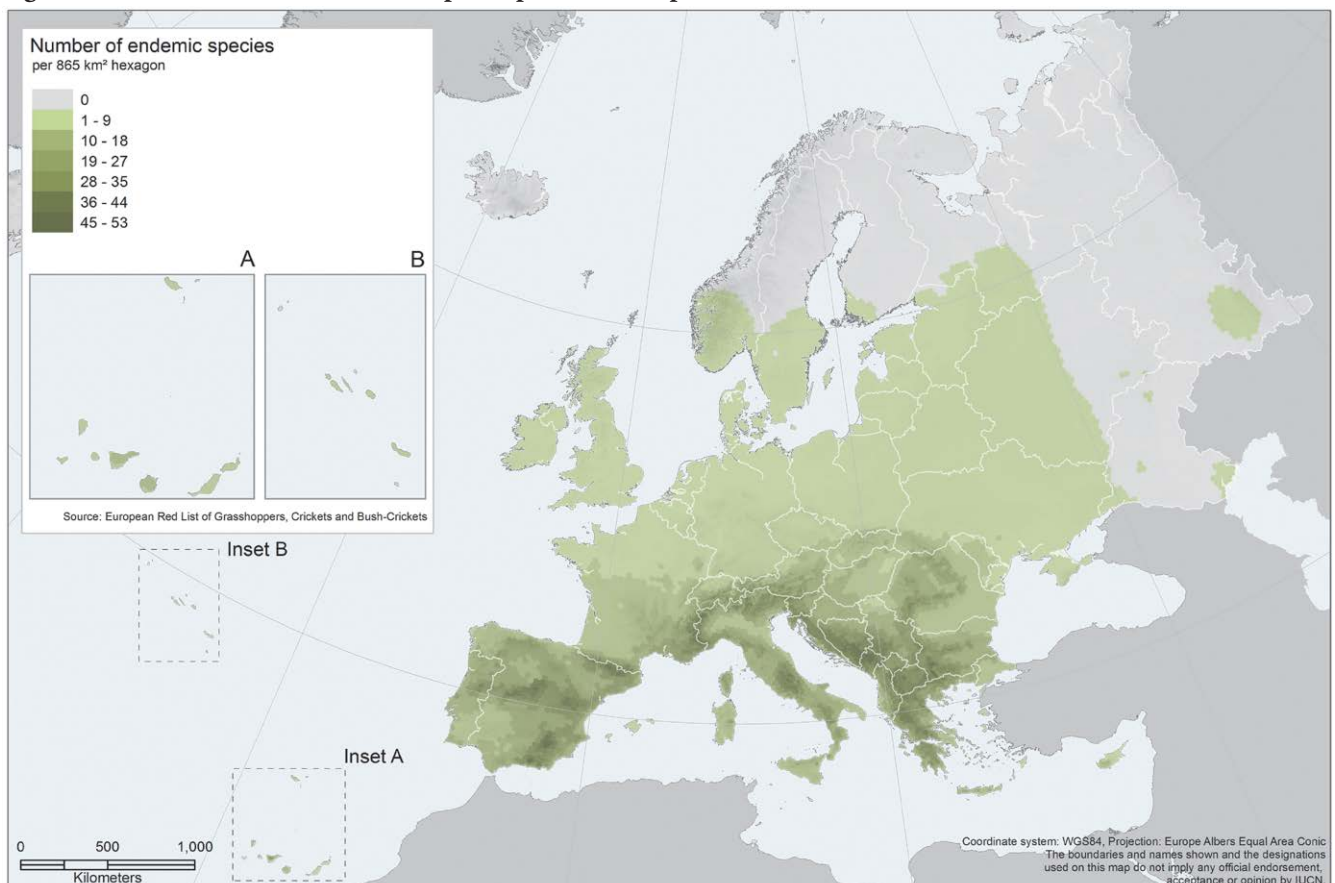 Number of endemic species
per 865 km² hexagon
0
1 - 9
10 - 18
19 - 27
28 - 35
36 - 44
45 - 53
A
B
Source: European Red List of Grasshoppers, Crickets and Bush-Crickets
Inset B
Inset A
0 500 1,000
Kilometers
Coordinate system: WGS84, Projection: Europe Albers Equal Area Conic
The boundaries and names shown and the designations
used on this map do not imply any official endorsement,
acceptance or opinion by IUCN.